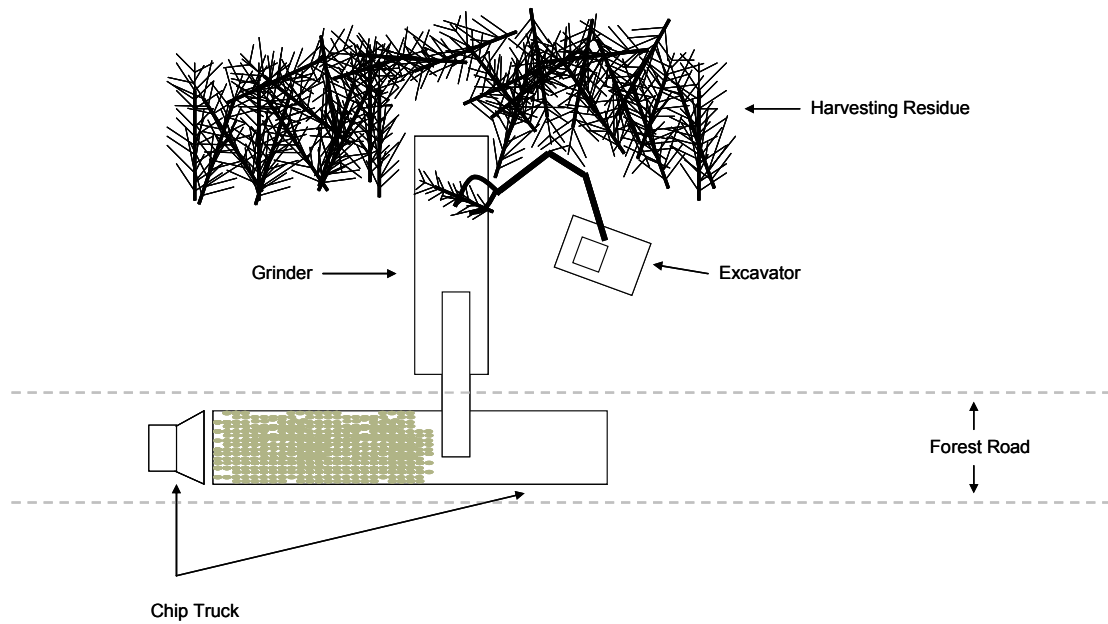 Harvesting Residue
Grinder
Excavator
Forest Road
Chip Truck